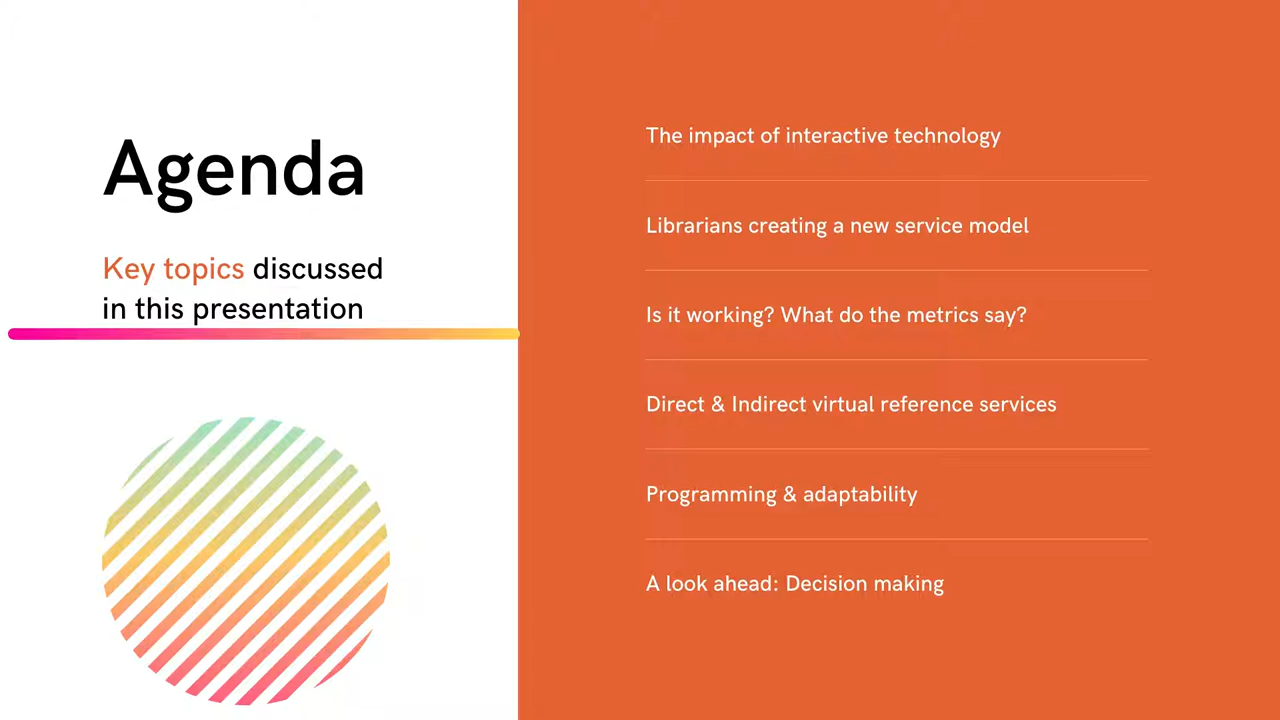 Agenda
Key topics discussed
in this presentation
The impact of interactive technology
Librarians creating a new service model
Is it working? What do the metrics say?
Direct & Indirect virtual reference services
Programming & adaptability
A look ahead: Decision making